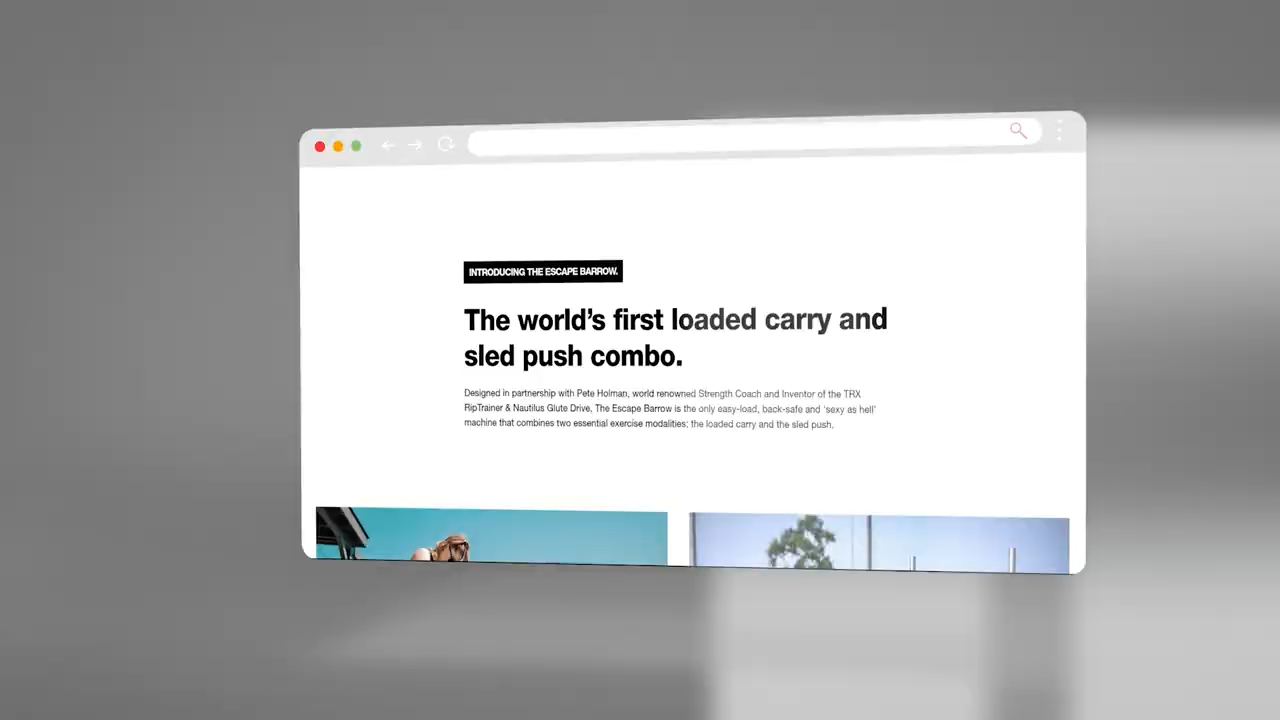 INTRODUCING THE ESCAPE BARROW.
The world's first loaded carry and
sled push combo.
Designed in partnership with Pete Holman, world renowned Strength Coach and Inventor of the TRX
RipTrainer & Nautilus Glute Drive, The Escape Barrow is the only easy-load, back-safe and 'sexy as hell'
machine that combines two essential exercise modalities; the loaded carry and the sled push.